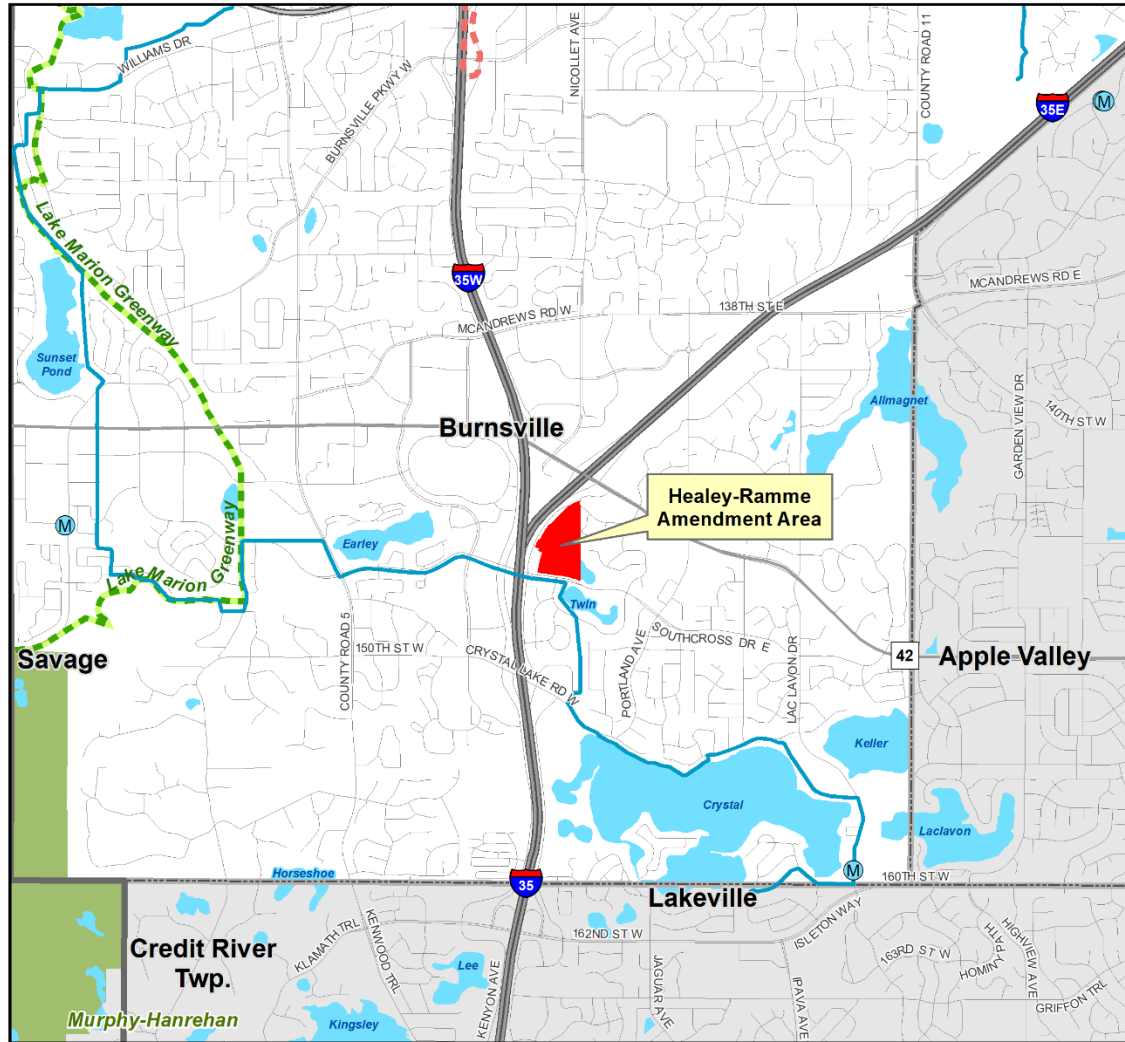 WILLIAMS DR
BURNSVILLE PKWY W
NICOLLET AVE
COUNTY ROAD 11
35E
M
Lake Marion Greenway
35W
MCANDREWS RD W
138TH ST E
MCANDREWS RD E
Sunset
Pond
Allmagnet
GARDEN VIEW DR
140TH ST W
Burnsville
Healey-Ramme
Amendment Area
M
Earley
Lake Marion Greenway
Twin
SOUTHCROSS DR E
Savage
COUNTY ROAD 5
150TH ST W
CRYSTAL LAKE RD W
PORTLAND AVE
LAC LAVON DR
42
Apple Valley
Keller
Crystal
Laclavon
Horseshoe
35
M
160TH ST W
Lakeville
Credit River
Twp.
KLAMATH TRL
KENWOOD TRL
Lee
KENYON AVE
162ND ST W
JAGUAR AVE
ISLETON WAY
IPAVA AVE
163RD ST W
HOMINY PATH
HIGHVIEW AVE
GRIFFON TRL
Murphy-Hanrehan
Kingsley